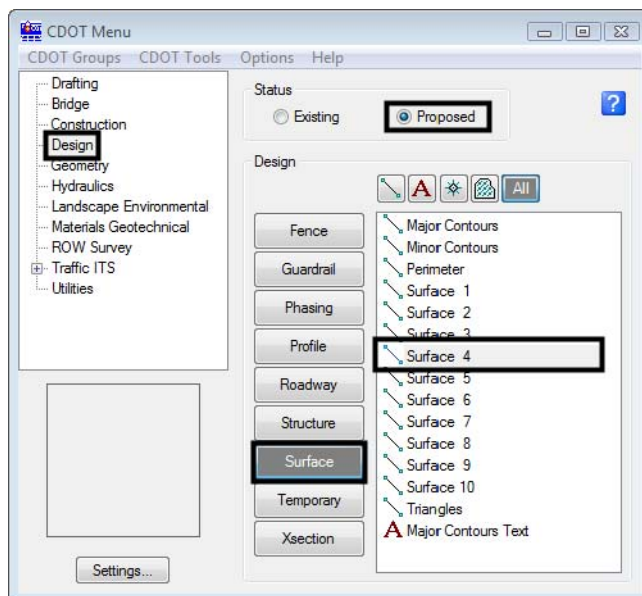 CDOT Menu
CDOT Groups CDOT Tools Options Help
Drafting
Bridge
Construction
Design
Geometry
Hydraulics
Landscape Environmental
Materials Geotechnical
ROW Survey
Traffic ITS
Utilities
Settings...
Status
Existing
Proposed
?
Design
A
All
Fence
Guardrail
Phasing
Profile
Roadway
Structure
Surface
Temporary
Xsection
Major Contours
Minor Contours
Perimeter
Surface 1
Surface 2
Surface 3
Surface 4
Surface 5
Surface 6
Surface 7
Surface 8
Surface 9
Surface 10
Triangles
A Major Contours Text